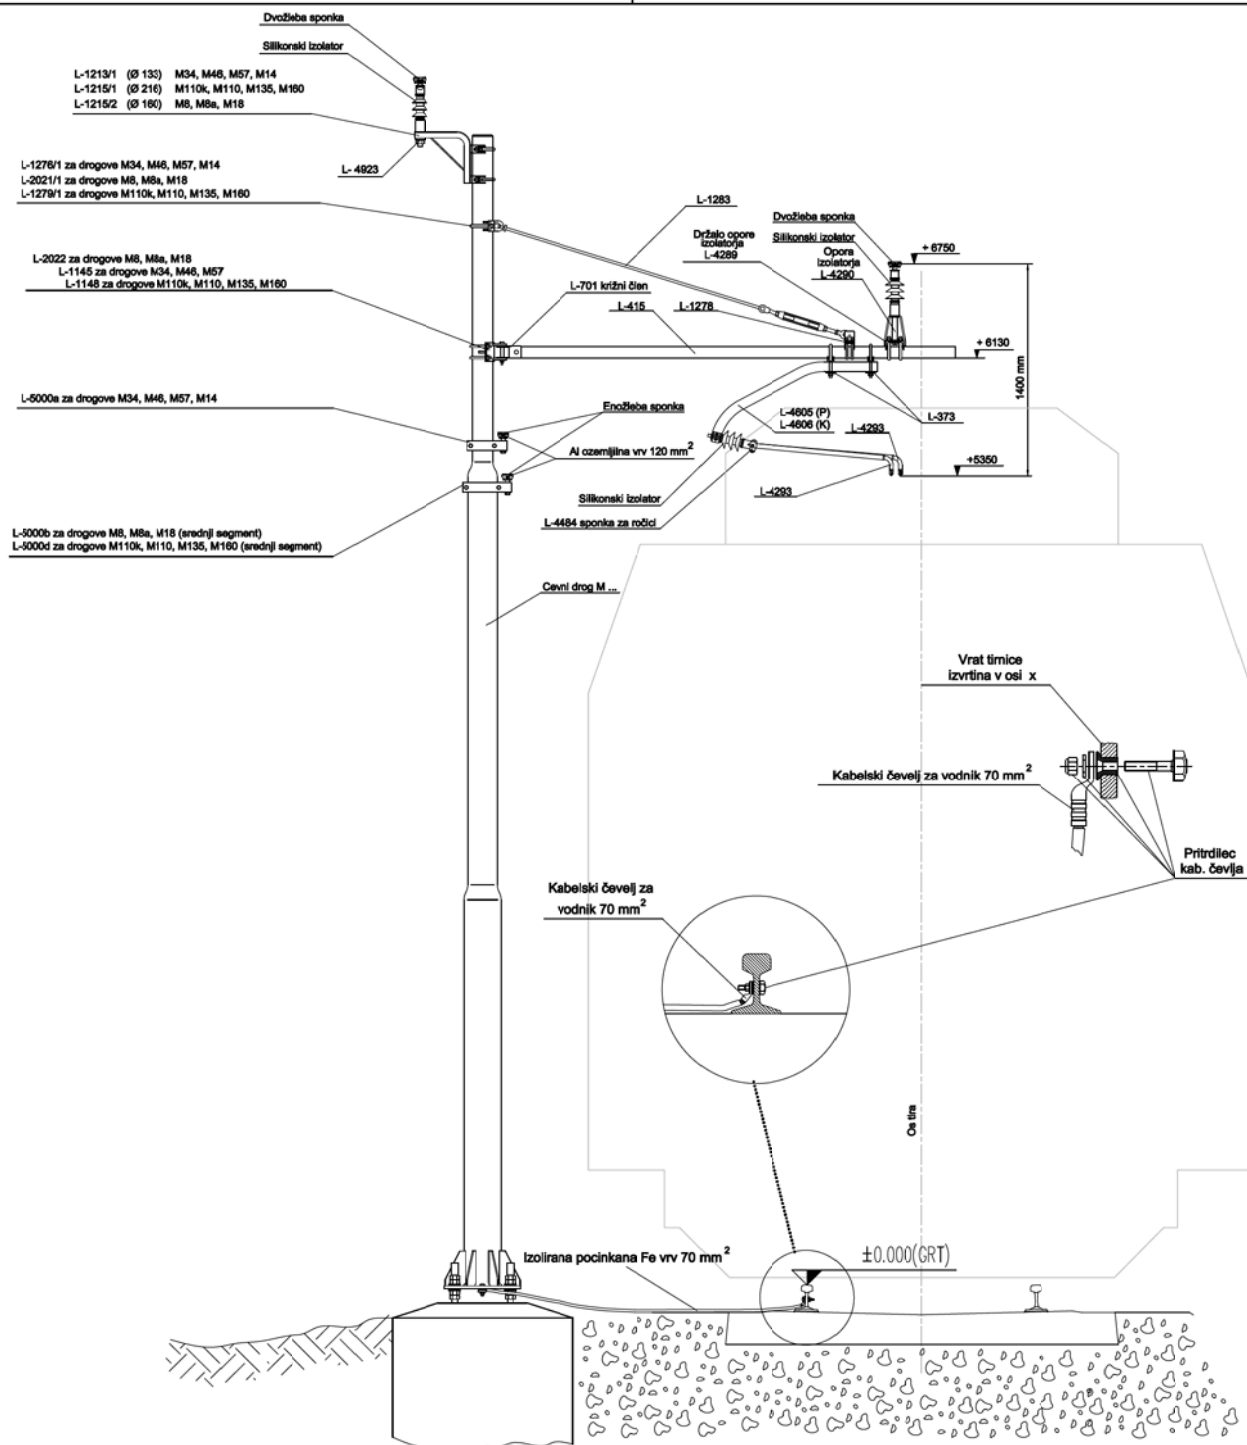 Dvožleba sponka
Silikonski izolator
L-1213/1 (Ø 133) M34, M46, M57, M14
L-1215/1 (Ø 216) M110k, M110, M135, M160
L-1215/2 (Ø 160) M8, M8a, M18
L- 4923
L-1276/1 za drogove M34, M46, M57, M14
L-2021/1 za drogove M8, M8a, M18
L-1279/1 za drogove M110k, M110, M135, M160
L-1283
Dvožleba sponka
Silikonski izolator
Držalo opore
izolatorja
L-4289
Opora
izolatorja
L-4290
+ 6750
L-2022 za drogove M8, M8a, M18
L-1145 za drogove M34, M46, M57
L-1148 za drogove M110k, M110, M135, M160
L-701 križni člen
L-415
L-1278
+ 6130
1400 mm
L-5000a za drogove M34, M46, M57, M14
Enožleba sponka
L-4605 (P)
L-4606 (K)
L-373
L-4293
Al ozemljilna vrv 120 mm²
+5350
L-4293
Silikonski izolator
L-4484 sponka za ročici
L-5000b za drogove M8, M8a, M18 (srednji segment)
L-5000d za drogove M110k, M110, M135, M160 (srednji segment)
Cevni drog M ...
Vrat tirnice
izvrtina v osi x
Kabelski čevelj za vodnik 70 mm²
Pritrdilec
kab. čevlja
Kabelski čevelj za
vodnik 70 mm²
Os tira
Izolirana pocinkana Fe vrv 70 mm²
±0.000(GRT)